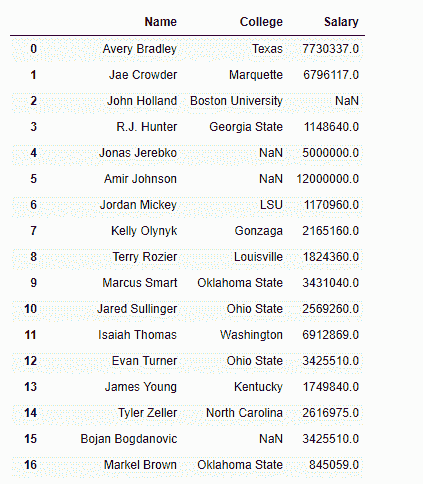 Name College Salary
0 Avery Bradley Texas 7730337.0
1 Jae Crowder Marquette 6796117.0
2 John Holland Boston University NaN
3 R.J. Hunter Georgia State 1148640.0
4 Jonas Jerebko NaN 5000000.0
5 Amir Johnson NaN 12000000.0
6 Jordan Mickey LSU 1170960.0
7 Kelly Olynyk Gonzaga 2165160.0
8 Terry Rozier Louisville 1824360.0
9 Marcus Smart Oklahoma State 3431040.0
10 Jared Sullinger Ohio State 2569260.0
11 Isaiah Thomas Washington 6912869.0
12 Evan Turner Ohio State 3425510.0
13 James Young Kentucky 1749840.0
14 Tyler Zeller North Carolina 2616975.0
15 Bojan Bogdanovic NaN 3425510.0
16 Markel Brown Oklahoma State 845059.0